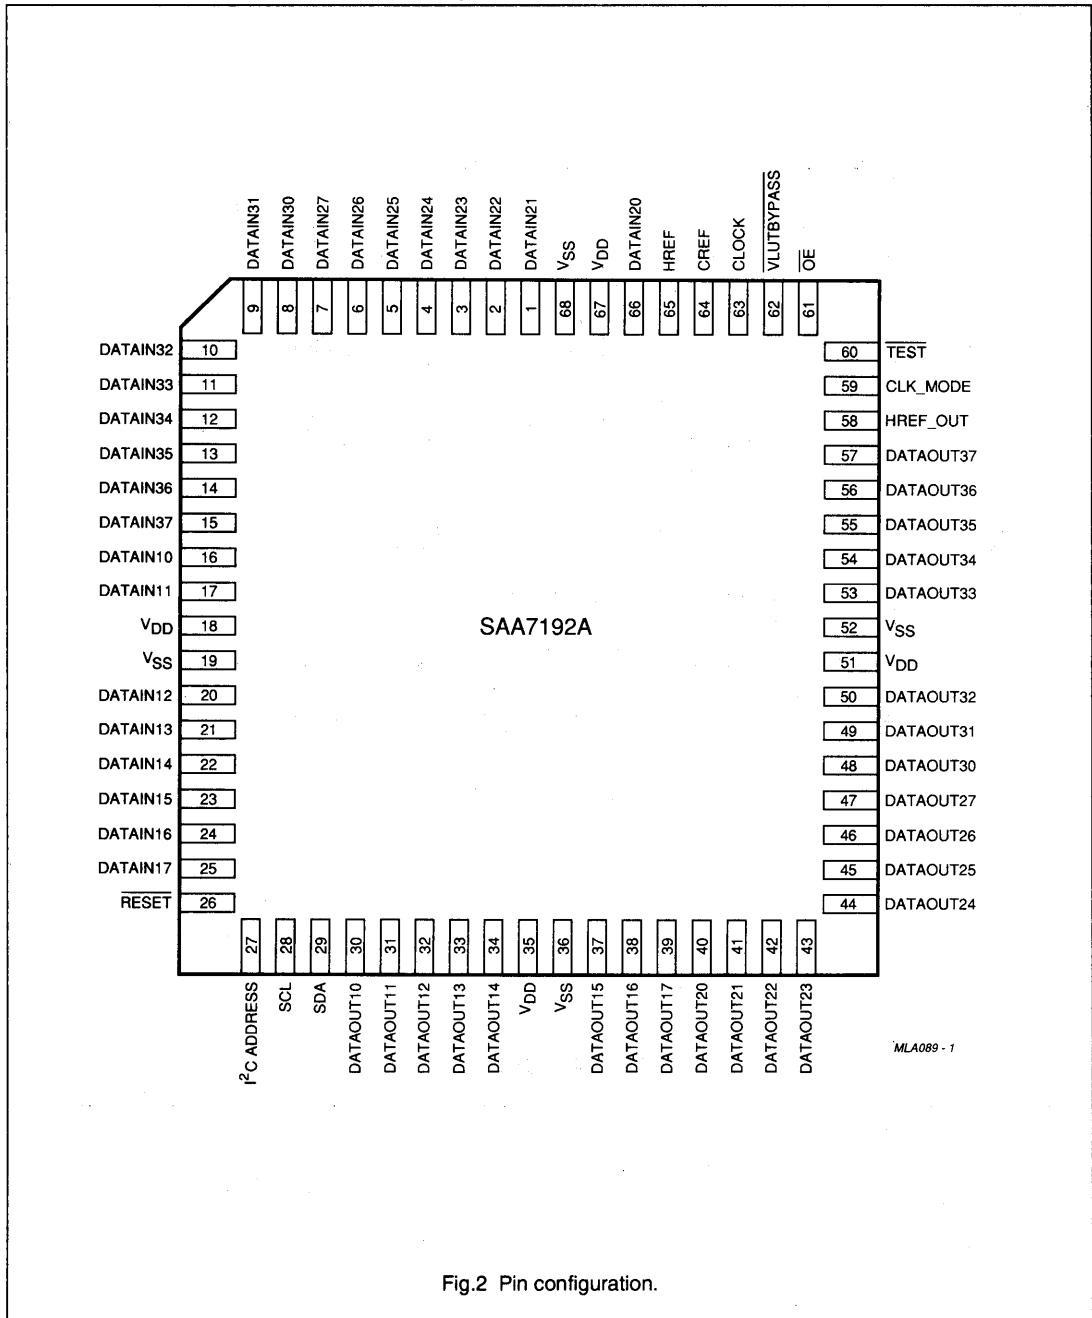 DATAIN31
DATAIN30
DATAIN27
DATAIN26
DATAIN25
DATAIN24
DATAIN23
DATAIN22
DATAIN21
VSS
VDD
DATAIN20
HREF
CREF
CLOCK
VLUTBYPASS
OE
9 8 7 6 5 4 3 2 1 68 67 66 65 64 63 62 61
DATAIN32 10
DATAIN33 11
DATAIN34 12
DATAIN35 13
DATAIN36 14
DATAIN37 15
DATAIN10 16
DATAIN11 17
VDD 18
VSS 19
DATAIN12 20
DATAIN13 21
DATAIN14 22
DATAIN15 23
DATAIN16 24
DATAIN17 25
RESET 26
SAA7192A
60 TEST
59 CLK_MODE
58 HREF_OUT
57 DATAOUT37
56 DATAOUT36
55 DATAOUT35
54 DATAOUT34
53 DATAOUT33
52 VSS
51 VDD
50 DATAOUT32
49 DATAOUT31
48 DATAOUT30
47 DATAOUT27
46 DATAOUT26
45 DATAOUT25
44 DATAOUT24
27 28 29 30 31 32 33 34 35 36 37 38 39 40 41 42 43
I²C ADDRESS
SCL
SDA
DATAOUT10
DATAOUT11
DATAOUT12
DATAOUT13
DATAOUT14
VDD
VSS
DATAOUT15
DATAOUT16
DATAOUT17
DATAOUT20
DATAOUT21
DATAOUT22
DATAOUT23
MLA089 - 1
Fig.2 Pin configuration.